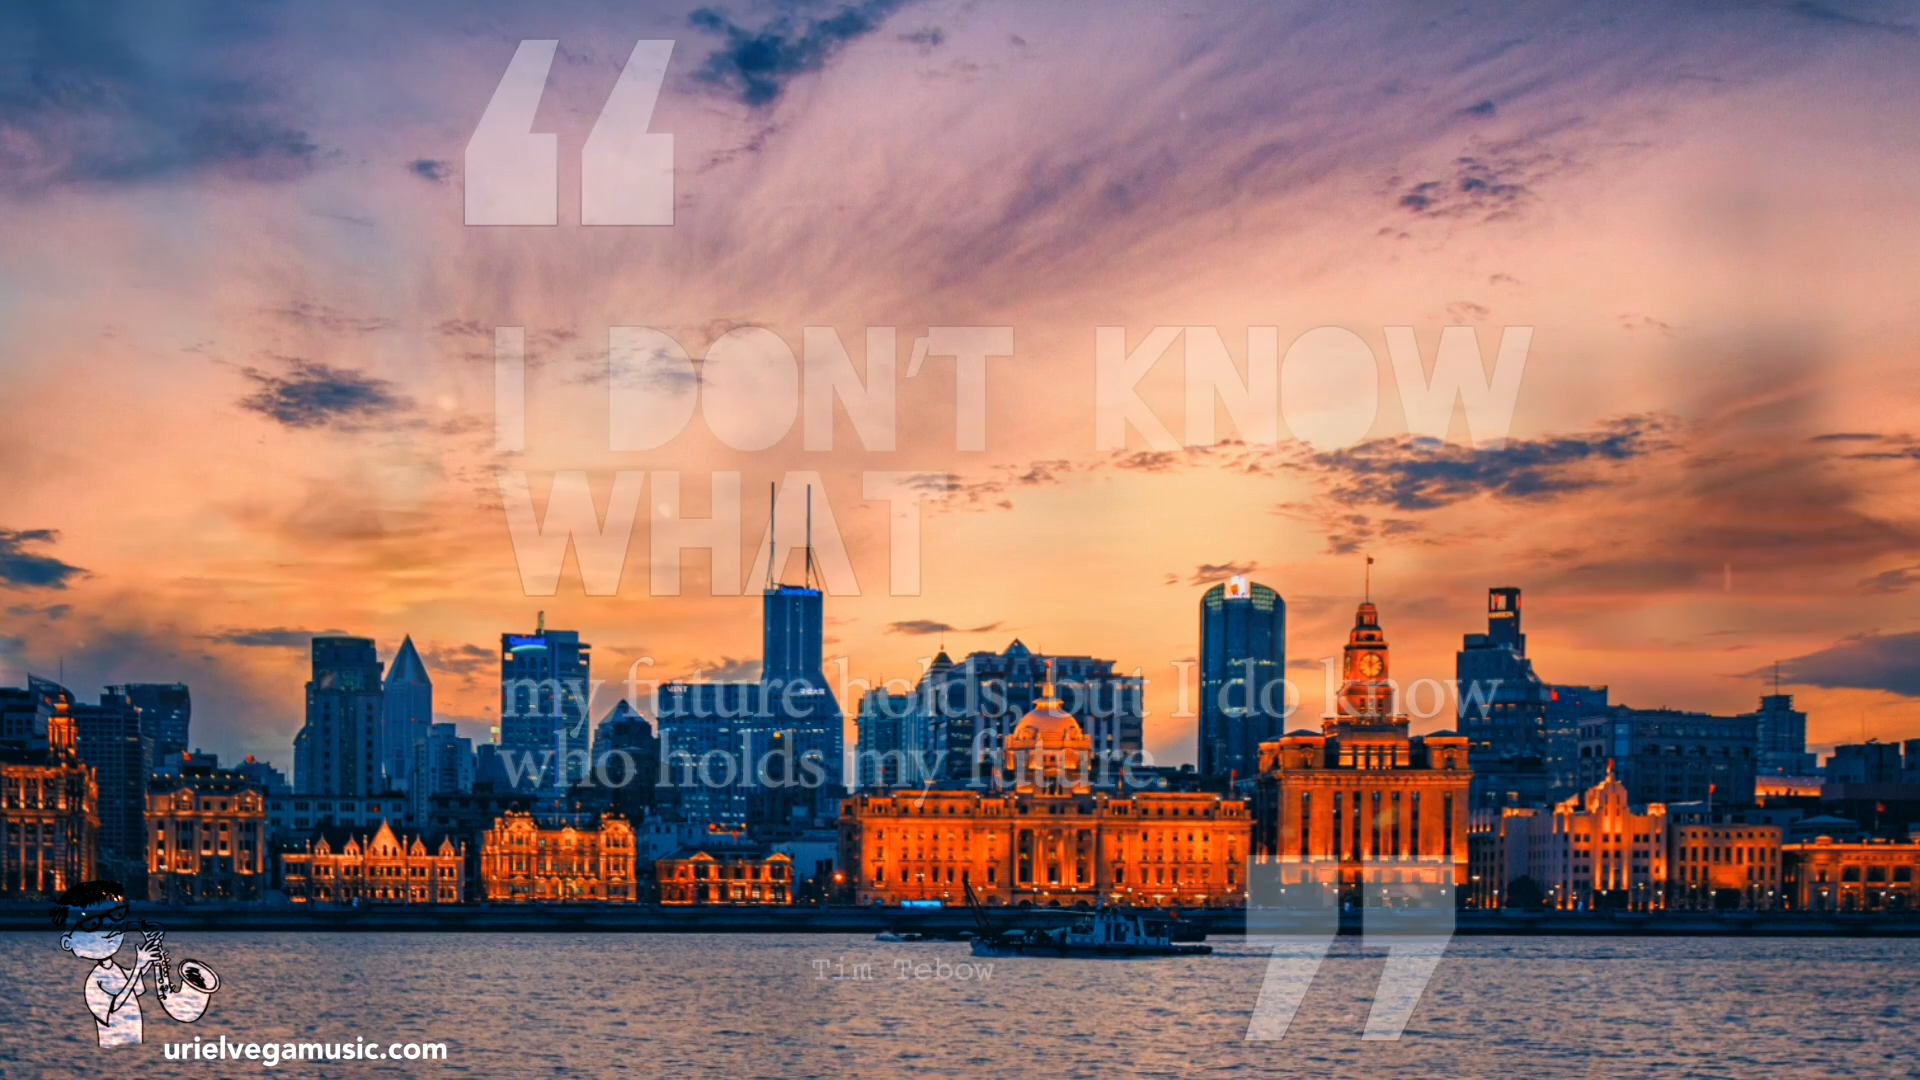 “
I DON’T KNOW
WHAT
my future holds, but I do know
who holds my future.
”
Tim Tebow
urielvegamusic.com